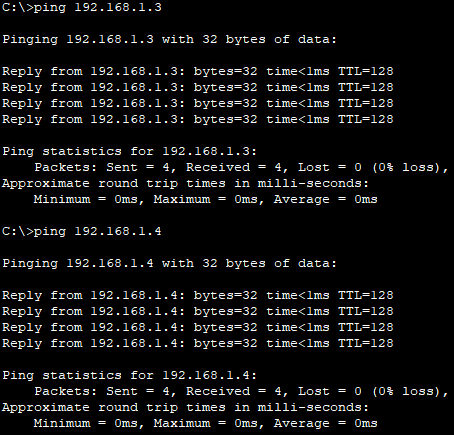 C:\>ping 192.168.1.3
Pinging 192.168.1.3 with 32 bytes of data:
Reply from 192.168.1.3: bytes=32 time<1ms TTL=128
Reply from 192.168.1.3: bytes=32 time<1ms TTL=128
Reply from 192.168.1.3: bytes=32 time<1ms TTL=128
Reply from 192.168.1.3: bytes=32 time<1ms TTL=128
Ping statistics for 192.168.1.3:
    Packets: Sent = 4, Received = 4, Lost = 0 (0% loss),
Approximate round trip times in milli-seconds:
    Minimum = 0ms, Maximum = 0ms, Average = 0ms
C:\>ping 192.168.1.4
Pinging 192.168.1.4 with 32 bytes of data:
Reply from 192.168.1.4: bytes=32 time<1ms TTL=128
Reply from 192.168.1.4: bytes=32 time<1ms TTL=128
Reply from 192.168.1.4: bytes=32 time<1ms TTL=128
Reply from 192.168.1.4: bytes=32 time<1ms TTL=128
Ping statistics for 192.168.1.4:
    Packets: Sent = 4, Received = 4, Lost = 0 (0% loss),
Approximate round trip times in milli-seconds:
    Minimum = 0ms, Maximum = 0ms, Average = 0ms